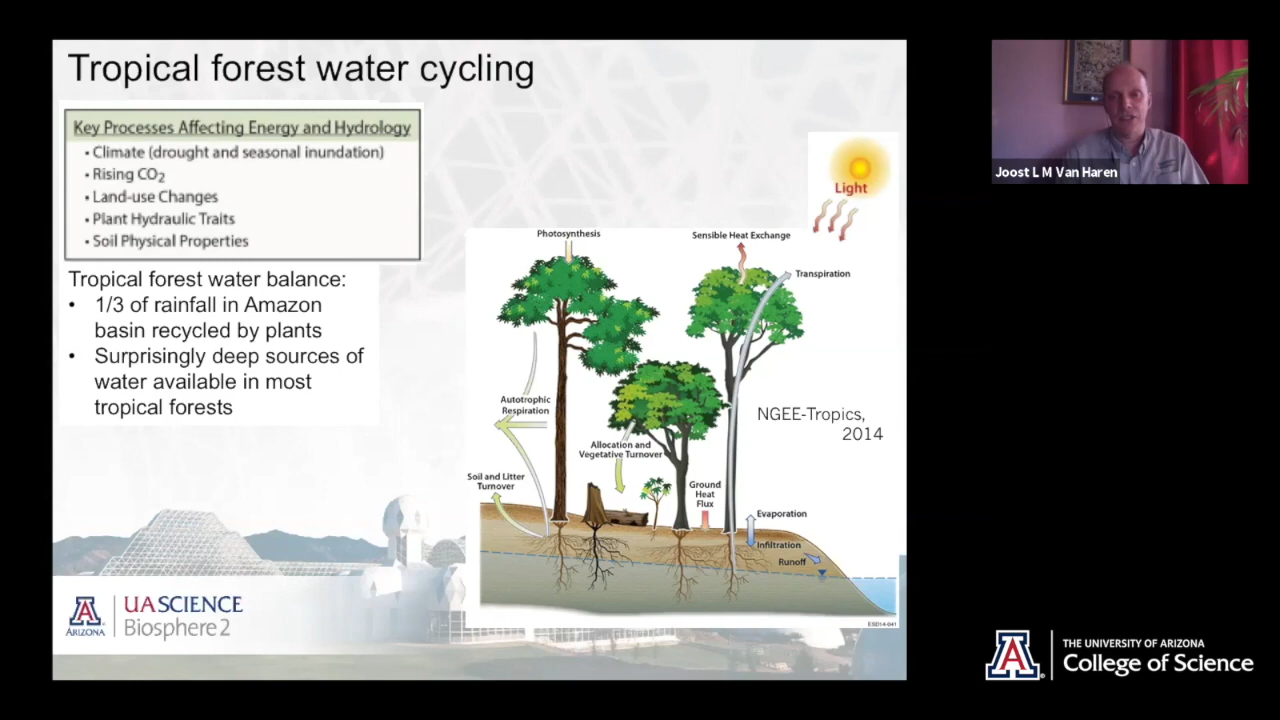 Tropical forest water cycling
Key Processes Affecting Energy and Hydrology
• Climate (drought and seasonal inundation)
• Rising CO2
• Land-use Changes
• Plant Hydraulic Traits
• Soil Physical Properties
Tropical forest water balance:
• 1/3 of rainfall in Amazon
basin recycled by plants
• Surprisingly deep sources of
water available in most
tropical forests
Light
Photosynthesis
Sensible Heat Exchange
Transpiration
Autotrophic
Respiration
NGEE-Tropics,
2014
Allocation and
Vegetative Turnover
Soil and Litter
Turnover
Ground
Heat
Flux
Evaporation
Infiltration
Runoff
ESD14-041
A
ARIZONA
UASCIENCE
Biosphere 2
Joost L M Van Haren
A
THE UNIVERSITY OF ARIZONA
College of Science